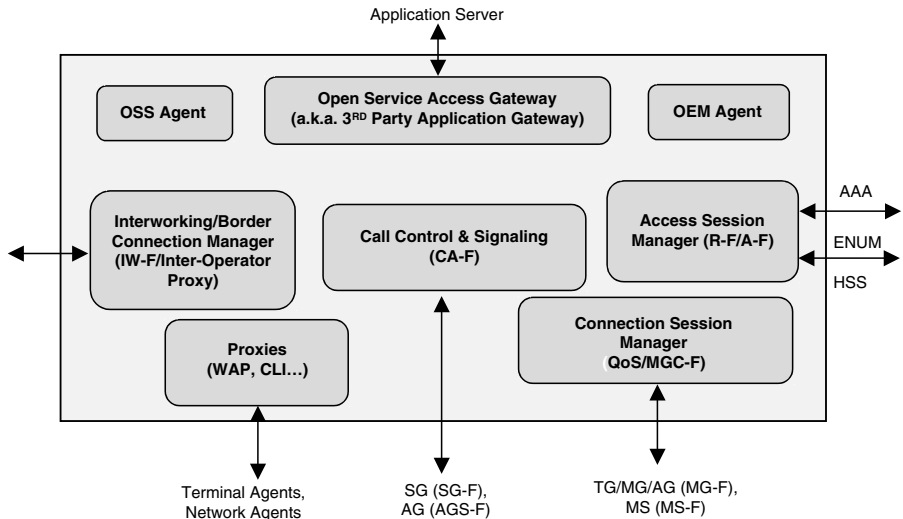 Application Server
OSS Agent
Open Service Access Gateway
(a.k.a. 3RD Party Application Gateway)
OEM Agent
Interworking/Border
Connection Manager
(IW-F/Inter-Operator
Proxy)
Call Control & Signaling
(CA-F)
Access Session
Manager (R-F/A-F)
AAA
ENUM
HSS
Proxies
(WAP, CLI...)
Connection Session
Manager
(QoS/MGC-F)
Terminal Agents,
Network Agents
SG (SG-F),
AG (AGS-F)
TG/MG/AG (MG-F),
MS (MS-F)